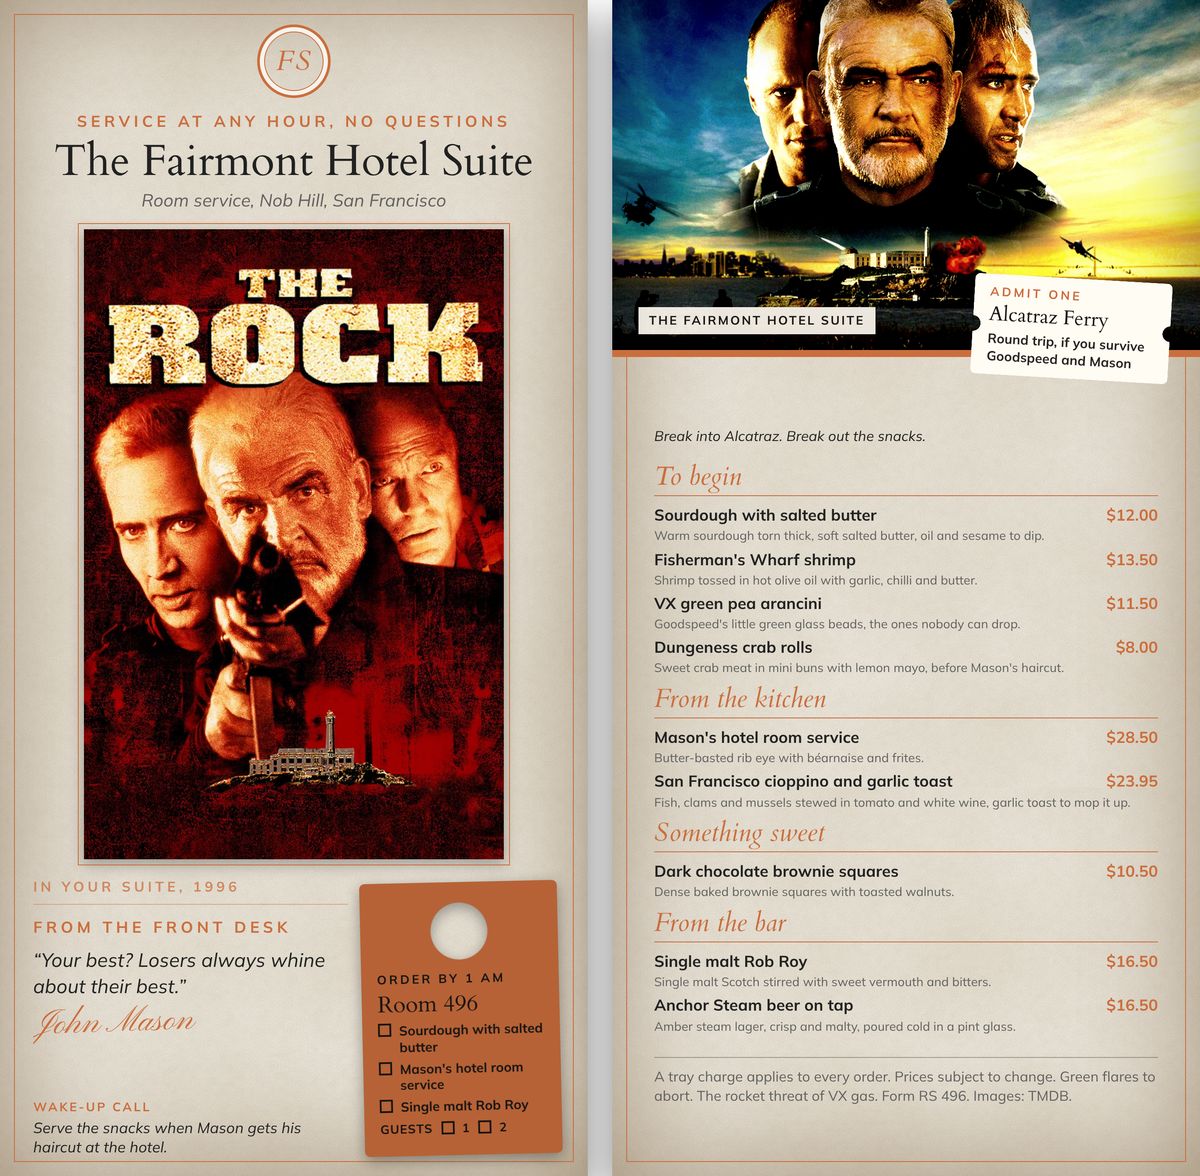 FS
SERVICE AT ANY HOUR, NO QUESTIONS
The Fairmont Hotel Suite
Room service, Nob Hill, San Francisco
THE
ROCK
IN YOUR SUITE, 1996
FROM THE FRONT DESK
“Your best? Losers always whine
about their best.”
John Mason
WAKE-UP CALL
Serve the snacks when Mason gets his
haircut at the hotel.
ORDER BY 1 AM
Room 496
Sourdough with salted
butter
Mason's hotel room
service
Single malt Rob Roy
GUESTS 1 2
THE FAIRMONT HOTEL SUITE
ADMIT ONE
Alcatraz Ferry
Round trip, if you survive
Goodspeed and Mason
Break into Alcatraz. Break out the snacks.
To begin
Sourdough with salted butter $12.00
Warm sourdough torn thick, soft salted butter, oil and sesame to dip.
Fisherman's Wharf shrimp $13.50
Shrimp tossed in hot olive oil with garlic, chilli and butter.
VX green pea arancini $11.50
Goodspeed's little green glass beads, the ones nobody can drop.
Dungeness crab rolls $8.00
Sweet crab meat in mini buns with lemon mayo, before Mason's haircut.
From the kitchen
Mason's hotel room service $28.50
Butter-basted rib eye with béarnaise and frites.
San Francisco cioppino and garlic toast $23.95
Fish, clams and mussels stewed in tomato and white wine, garlic toast to mop it up.
Something sweet
Dark chocolate brownie squares $10.50
Dense baked brownie squares with toasted walnuts.
From the bar
Single malt Rob Roy $16.50
Single malt Scotch stirred with sweet vermouth and bitters.
Anchor Steam beer on tap $16.50
Amber steam lager, crisp and malty, poured cold in a pint glass.
A tray charge applies to every order. Prices subject to change. Green flares to
abort. The rocket threat of VX gas. Form RS 496. Images: TMDB.